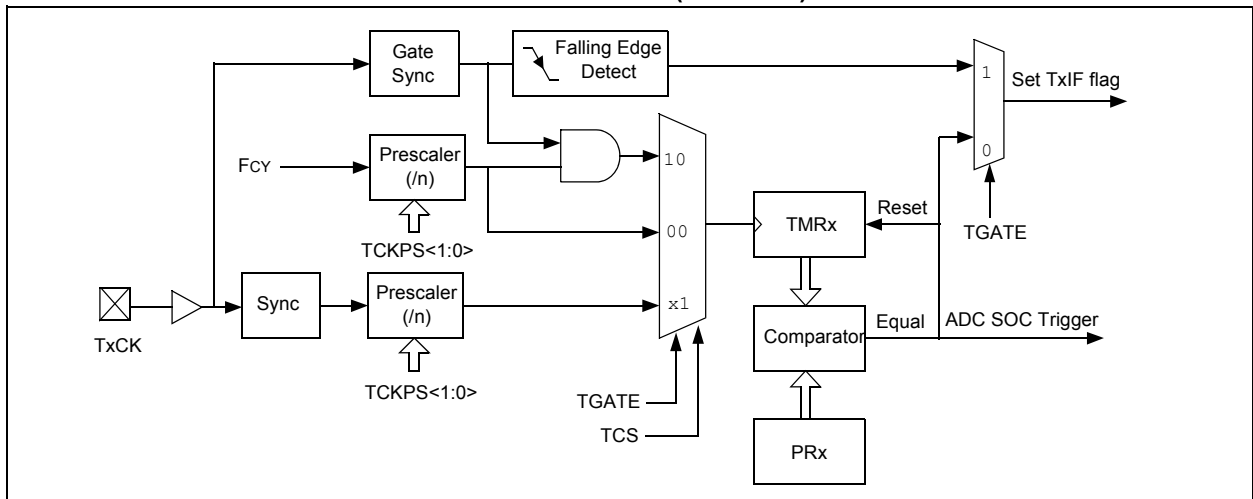 Gate
Sync
Falling Edge
Detect
1
Set TxIF flag
0
TGATE
FCY
Prescaler
(/n)
TCKPS<1:0>
10
00
x1
TMRx
Reset
TxCK
Sync
Prescaler
(/n)
TCKPS<1:0>
Comparator
Equal
ADC SOC Trigger
TGATE
TCS
PRx